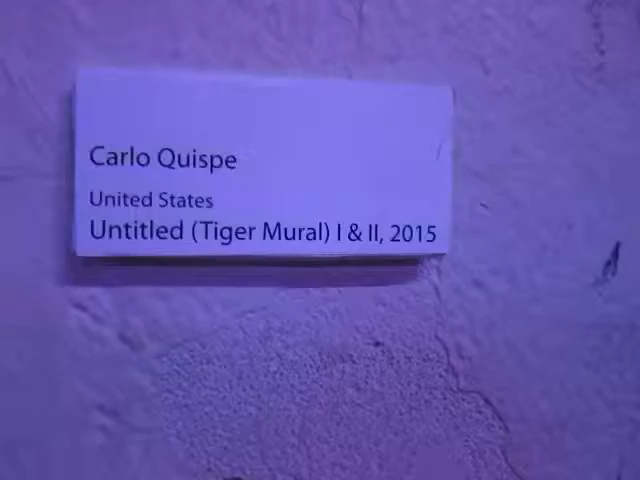 Carlo Quispe
United States
Untitled (Tiger Mural) I & II, 2015